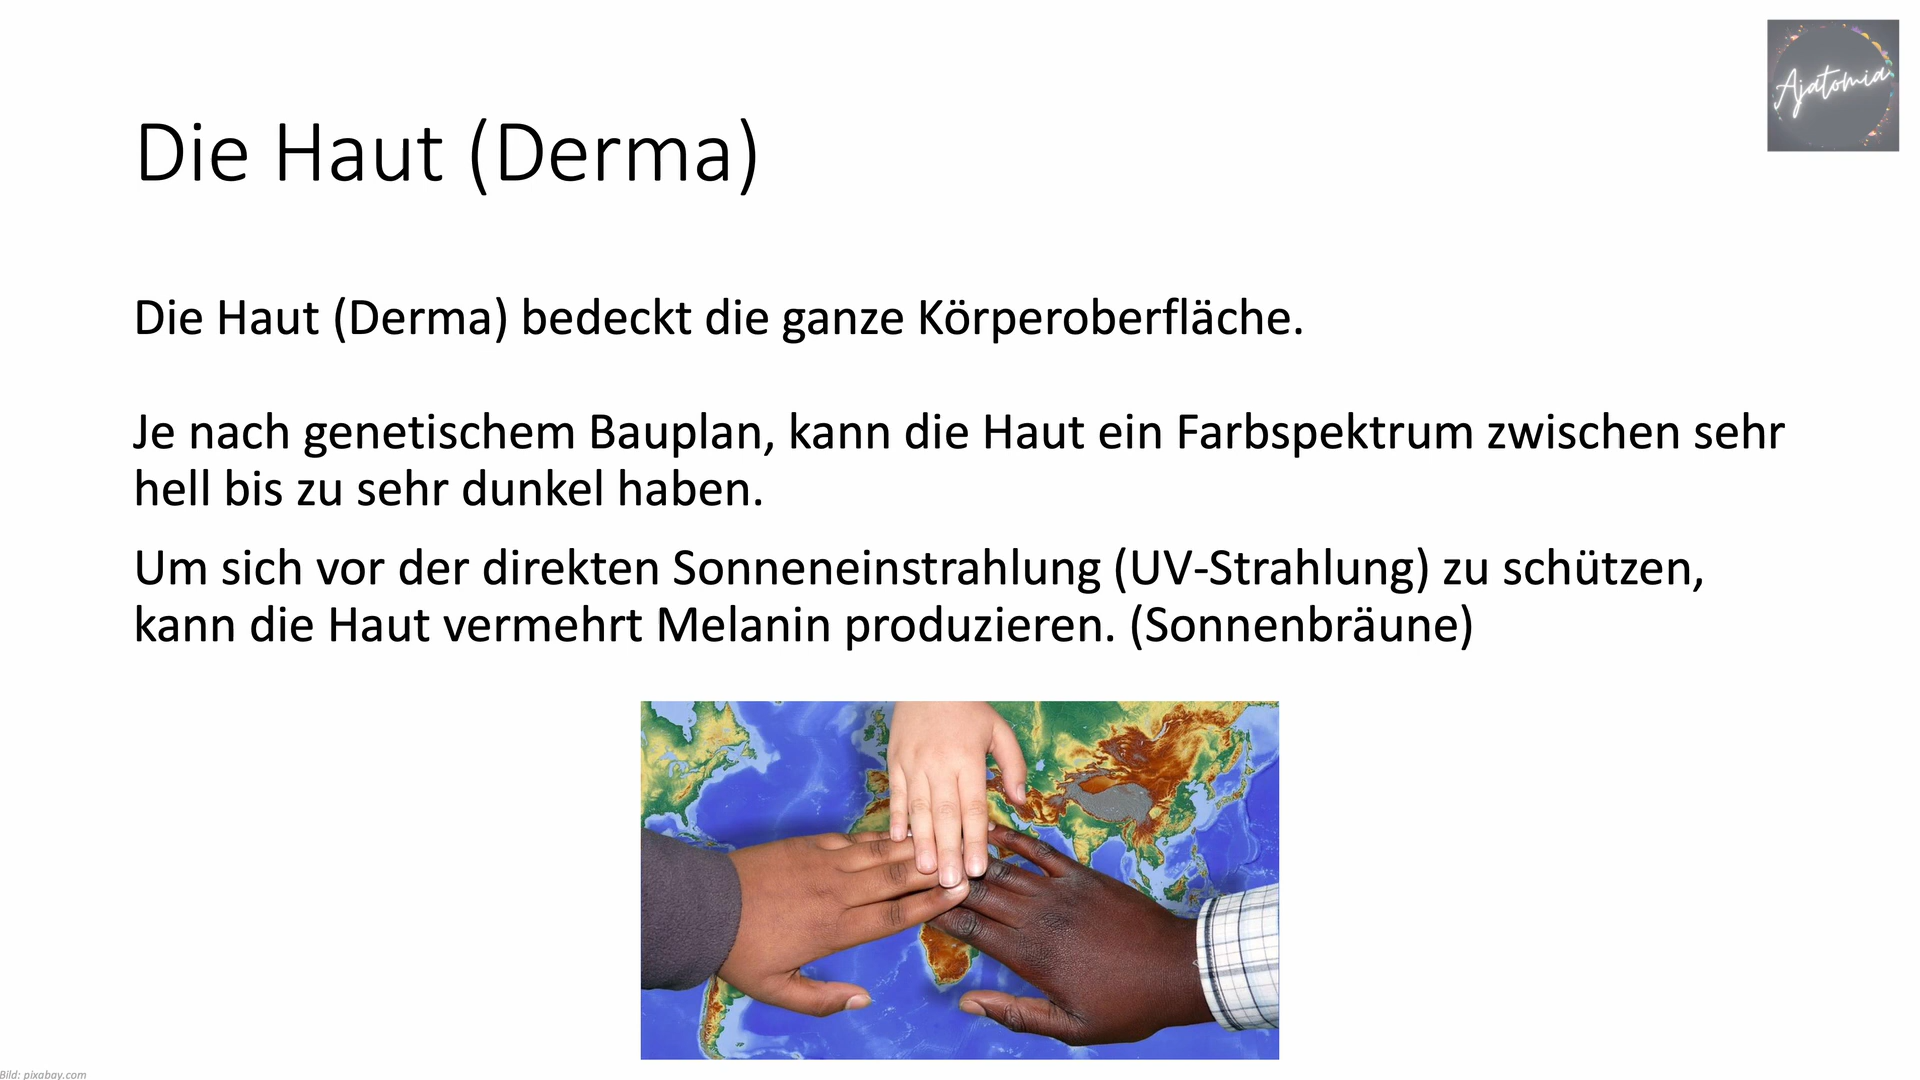 Ajatomia
Die Haut (Derma)
Die Haut (Derma) bedeckt die ganze Körperoberfläche.
Je nach genetischem Bauplan, kann die Haut ein Farbspektrum zwischen sehr
hell bis zu sehr dunkel haben.
Um sich vor der direkten Sonneneinstrahlung (UV-Strahlung) zu schützen,
kann die Haut vermehrt Melanin produzieren. (Sonnenbräune)
Bild: pixabay.com